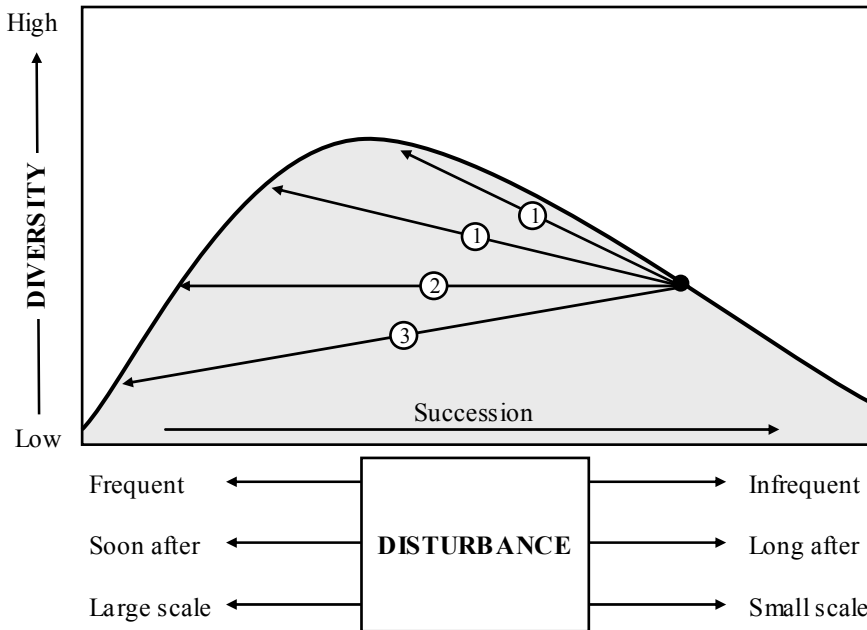 High
DIVERSITY
1
1
2
3
Succession
Low
Frequent
Infrequent
Soon after
DISTURBANCE
Long after
Large scale
Small scale